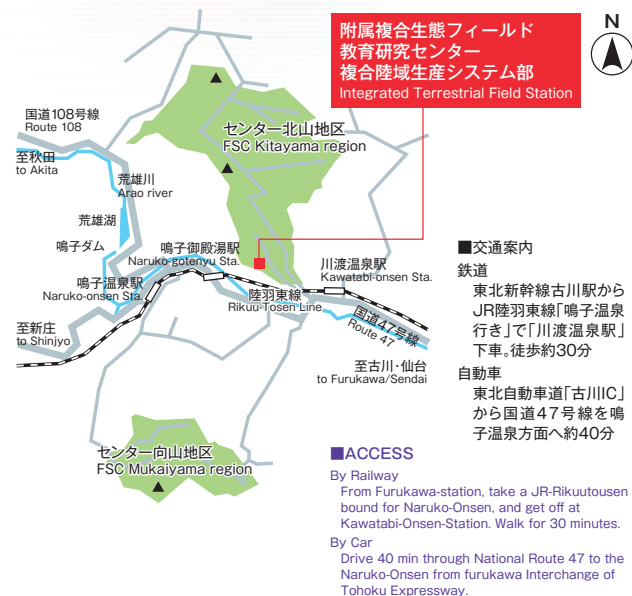 附属複合生態フィールド
教育研究センター
複合陸域生産システム部
Integrated Terrestrial Field Station
N
国道108号線
Route 108
センター北山地区
FSC Kitayama region
至秋田
to Akita
荒雄川
Arao river
荒雄湖
鳴子ダム
鳴子御殿湯駅
Naruko-gotenyu Sta.
川渡温泉駅
Kawatabi-onsen Sta.
鳴子温泉駅
Naruko-onsen Sta.
陸羽東線
Rikuu-Tosen Line
国道47号線
Route 47
至新庄
to Shinjyo
至古川・仙台
to Furukawa/Sendai
センター向山地区
FSC Mukaiyama region
■交通案内
鉄道
東北新幹線古川駅から
JR陸羽東線「鳴子温泉
行き」で「川渡温泉駅」
下車。徒歩約30分
自動車
東北自動車道「古川IC」
から国道47号線を鳴
子温泉方面へ約40分
■ACCESS
By Railway
From Furukawa-station, take a JR-Rikuutousen
bound for Naruko-Onsen, and get off at
Kawatabi-Onsen-Station. Walk for 30 minutes.
By Car
Drive 40 min through National Route 47 to the
Naruko-Onsen from furukawa Interchange of
Tohoku Expressway.